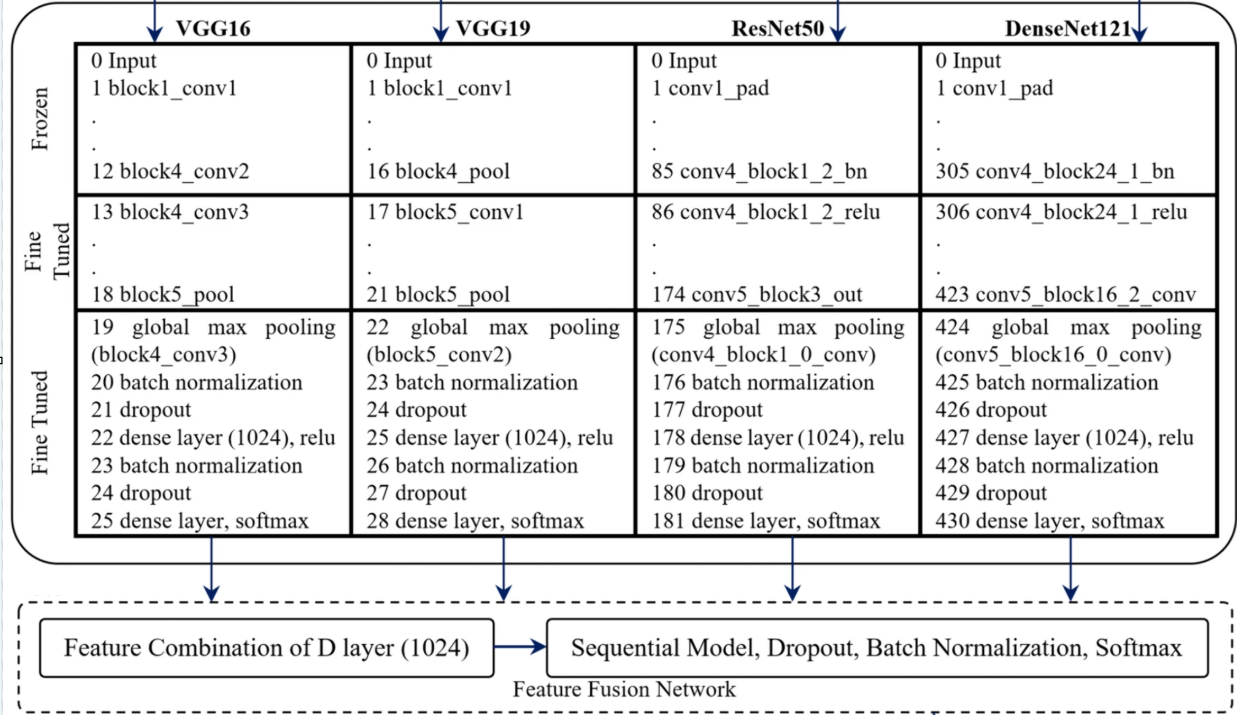 VGG16 VGG19 ResNet50 DenseNet121
Frozen
0 Input
1 block1_conv1
.
.
12 block4_conv2
0 Input
1 block1_conv1
.
.
16 block4_pool
0 Input
1 conv1_pad
.
.
85 conv4_block1_2_bn
0 Input
1 conv1_pad
.
.
305 conv4_block24_1_bn
Fine
Tuned
13 block4_conv3
.
.
18 block5_pool
17 block5_conv1
.
.
21 block5_pool
86 conv4_block1_2_relu
.
.
174 conv5_block3_out
306 conv4_block24_1_relu
.
.
423 conv5_block16_2_conv
Fine Tuned
19 global max pooling
(block4_conv3)
20 batch normalization
21 dropout
22 dense layer (1024), relu
23 batch normalization
24 dropout
25 dense layer, softmax
22 global max pooling
(block5_conv2)
23 batch normalization
24 dropout
25 dense layer (1024), relu
26 batch normalization
27 dropout
28 dense layer, softmax
175 global max pooling
(conv4_block1_0_conv)
176 batch normalization
177 dropout
178 dense layer (1024), relu
179 batch normalization
180 dropout
181 dense layer, softmax
424 global max pooling
(conv5_block16_0_conv)
425 batch normalization
426 dropout
427 dense layer (1024), relu
428 batch normalization
429 dropout
430 dense layer, softmax
Feature Combination of D layer (1024)
Sequential Model, Dropout, Batch Normalization, Softmax
Feature Fusion Network